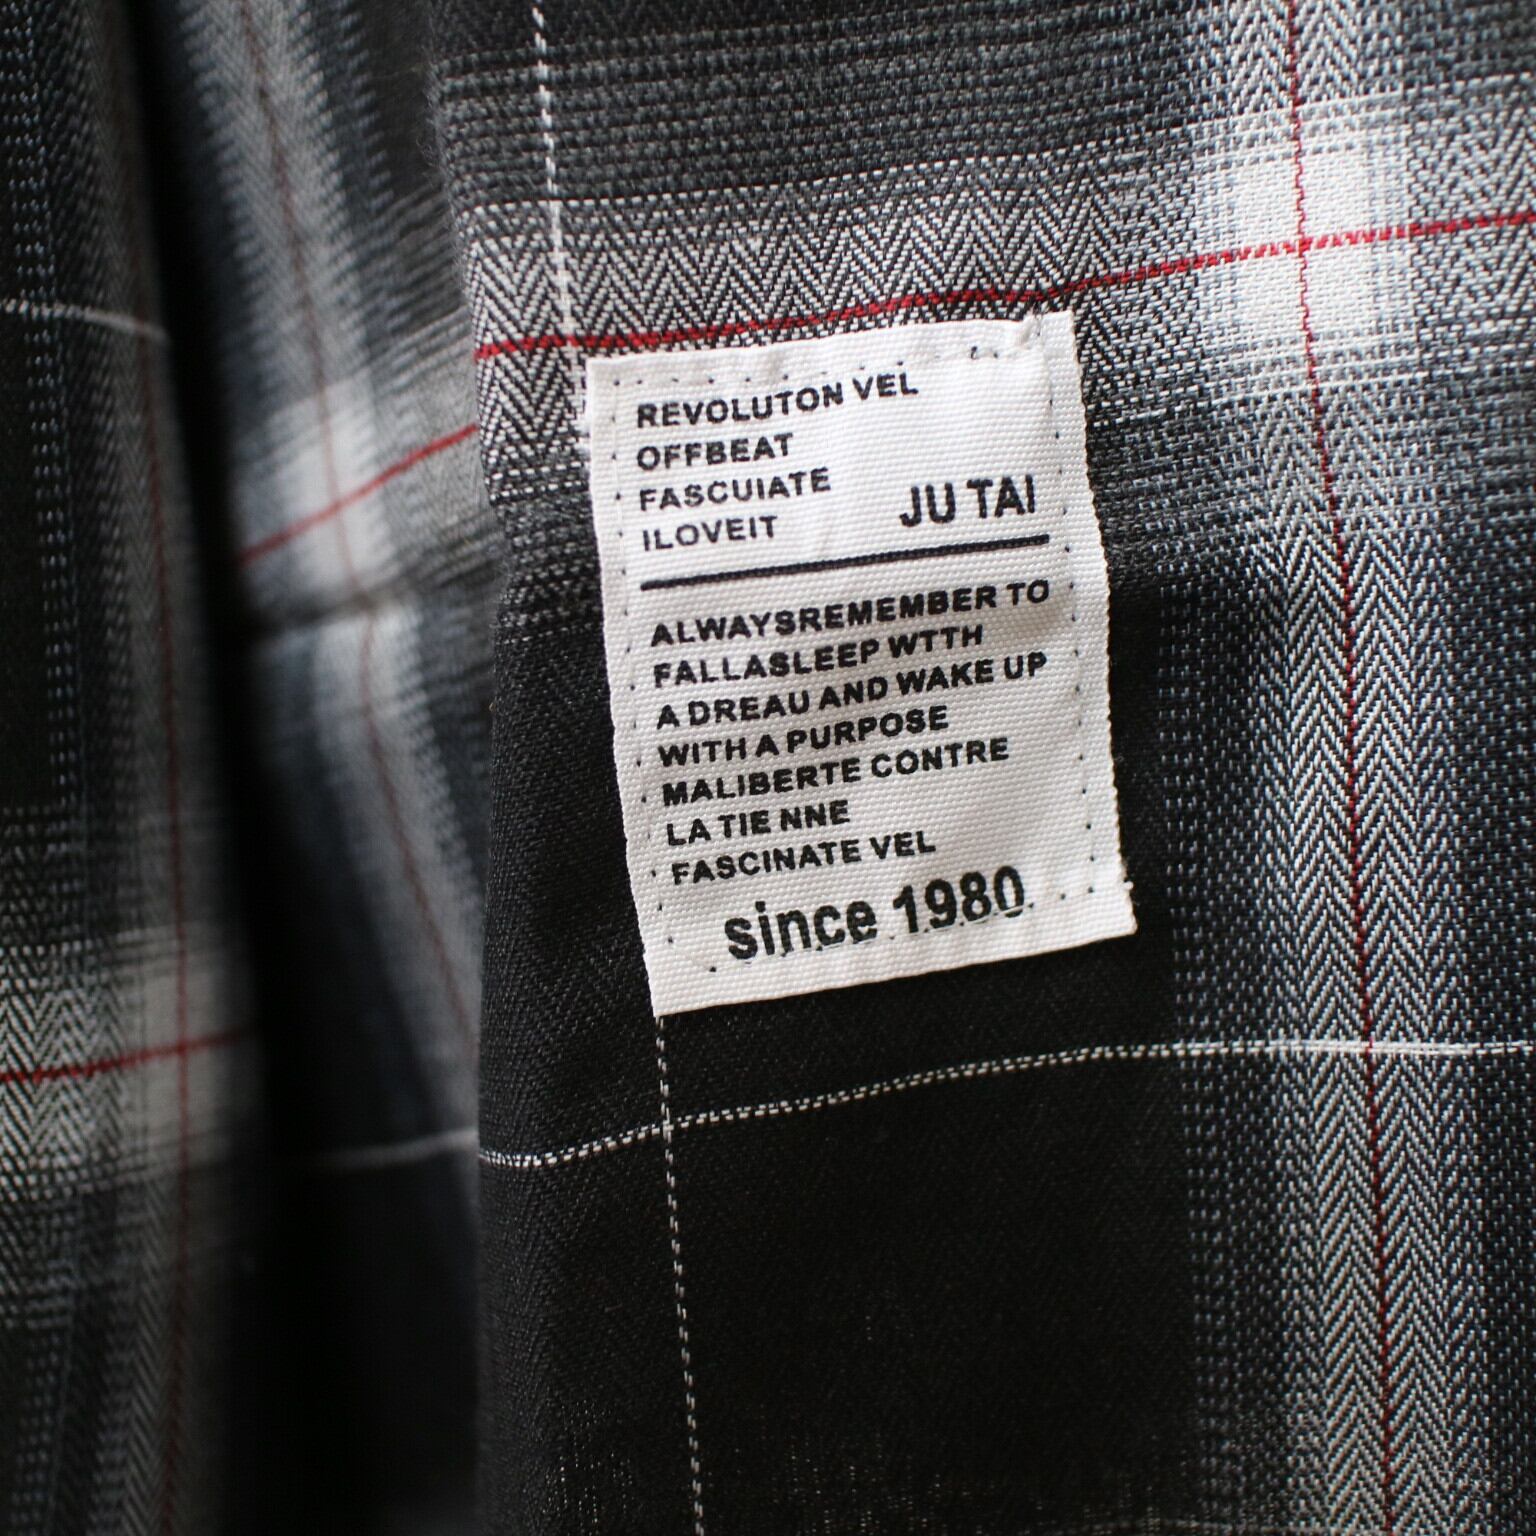 REVOLUTON VEL
OFFBEAT
FASCUIATE
ILOVEIT
JU TAI
ALWAYSREMEMBER TO
FALLASLEEP WTTH
A DREAU AND WAKE UP
WITH A PURPOSE
MALIBERTE CONTRE
LA TIE NNE
FASCINATE VEL
since 1980